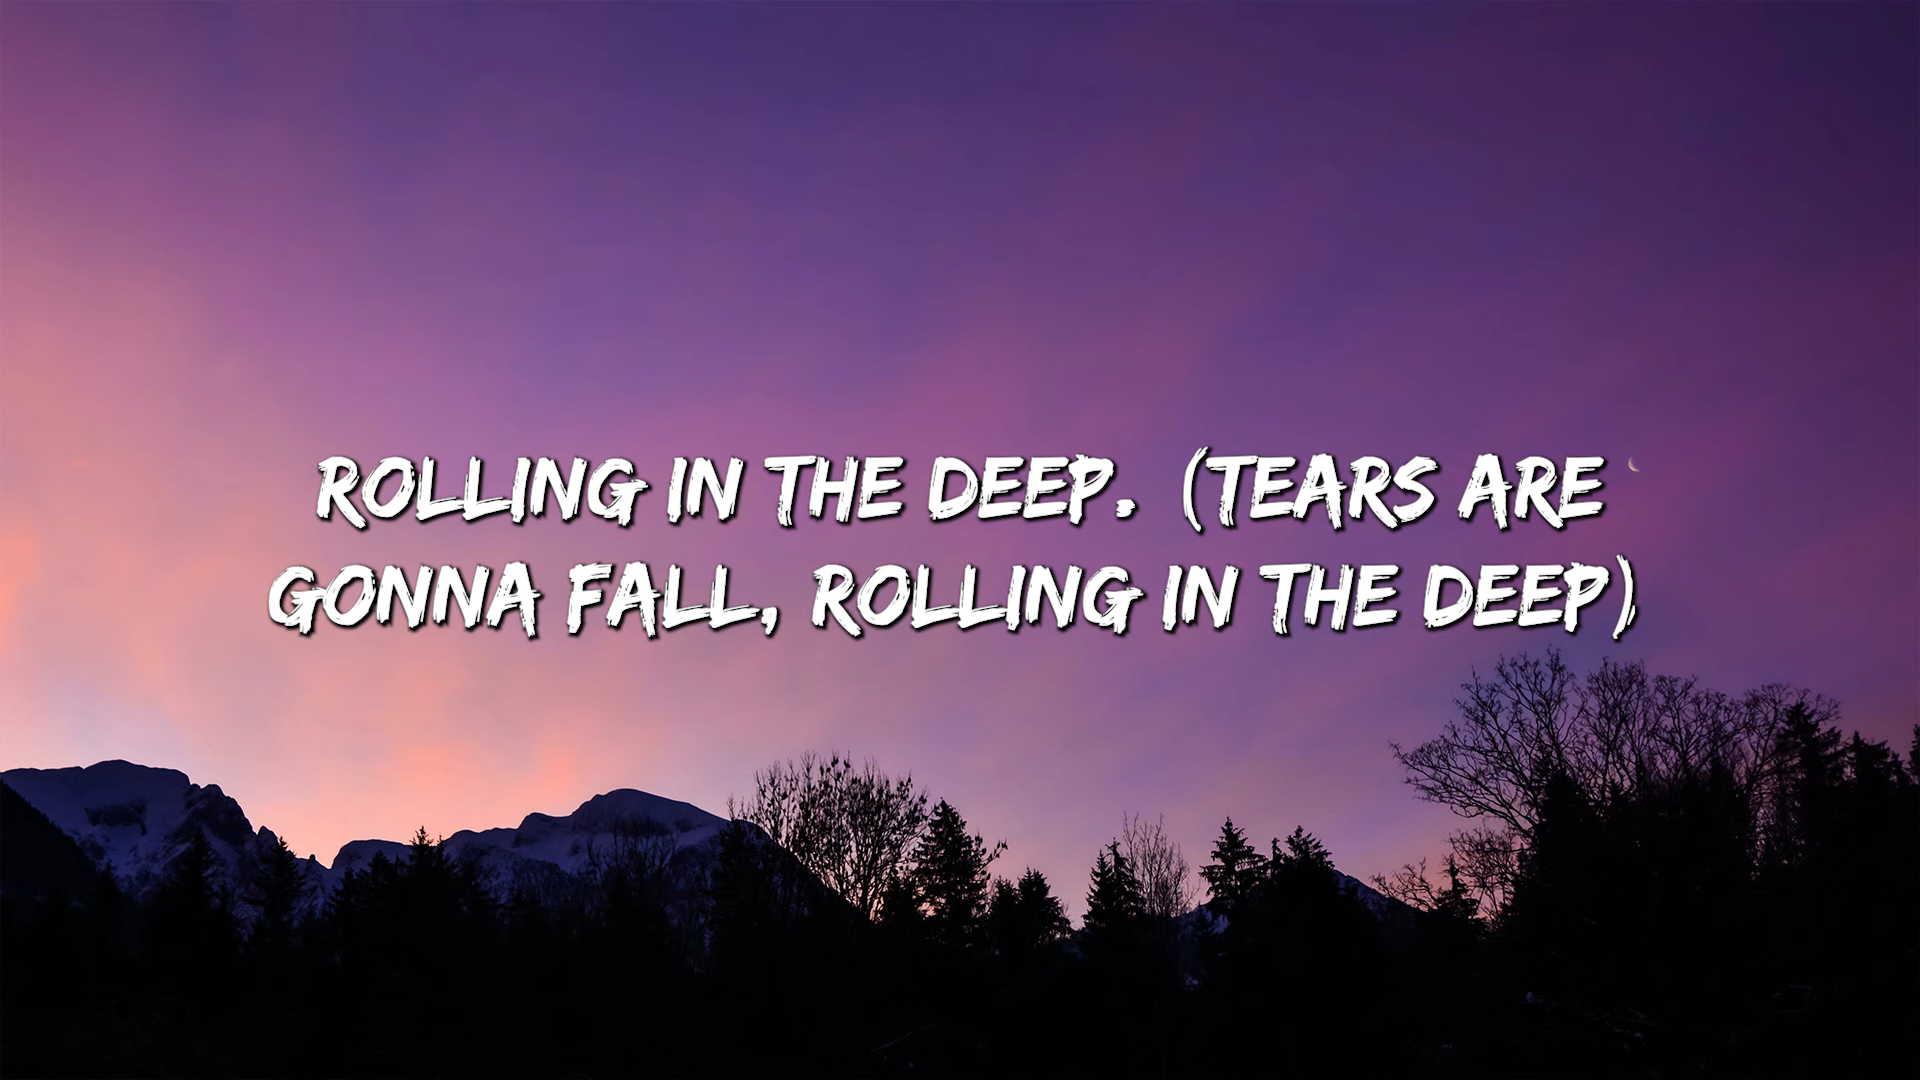 ROLLING IN THE DEEP. (TEARS ARE
GONNA FALL, ROLLING IN THE DEEP)